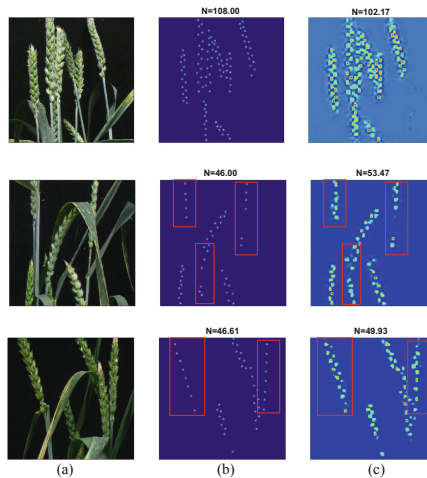 N=108.00
N=102.17
N=46.00
N=53.47
N=46.61
N=49.93
(a)
(b)
(c)